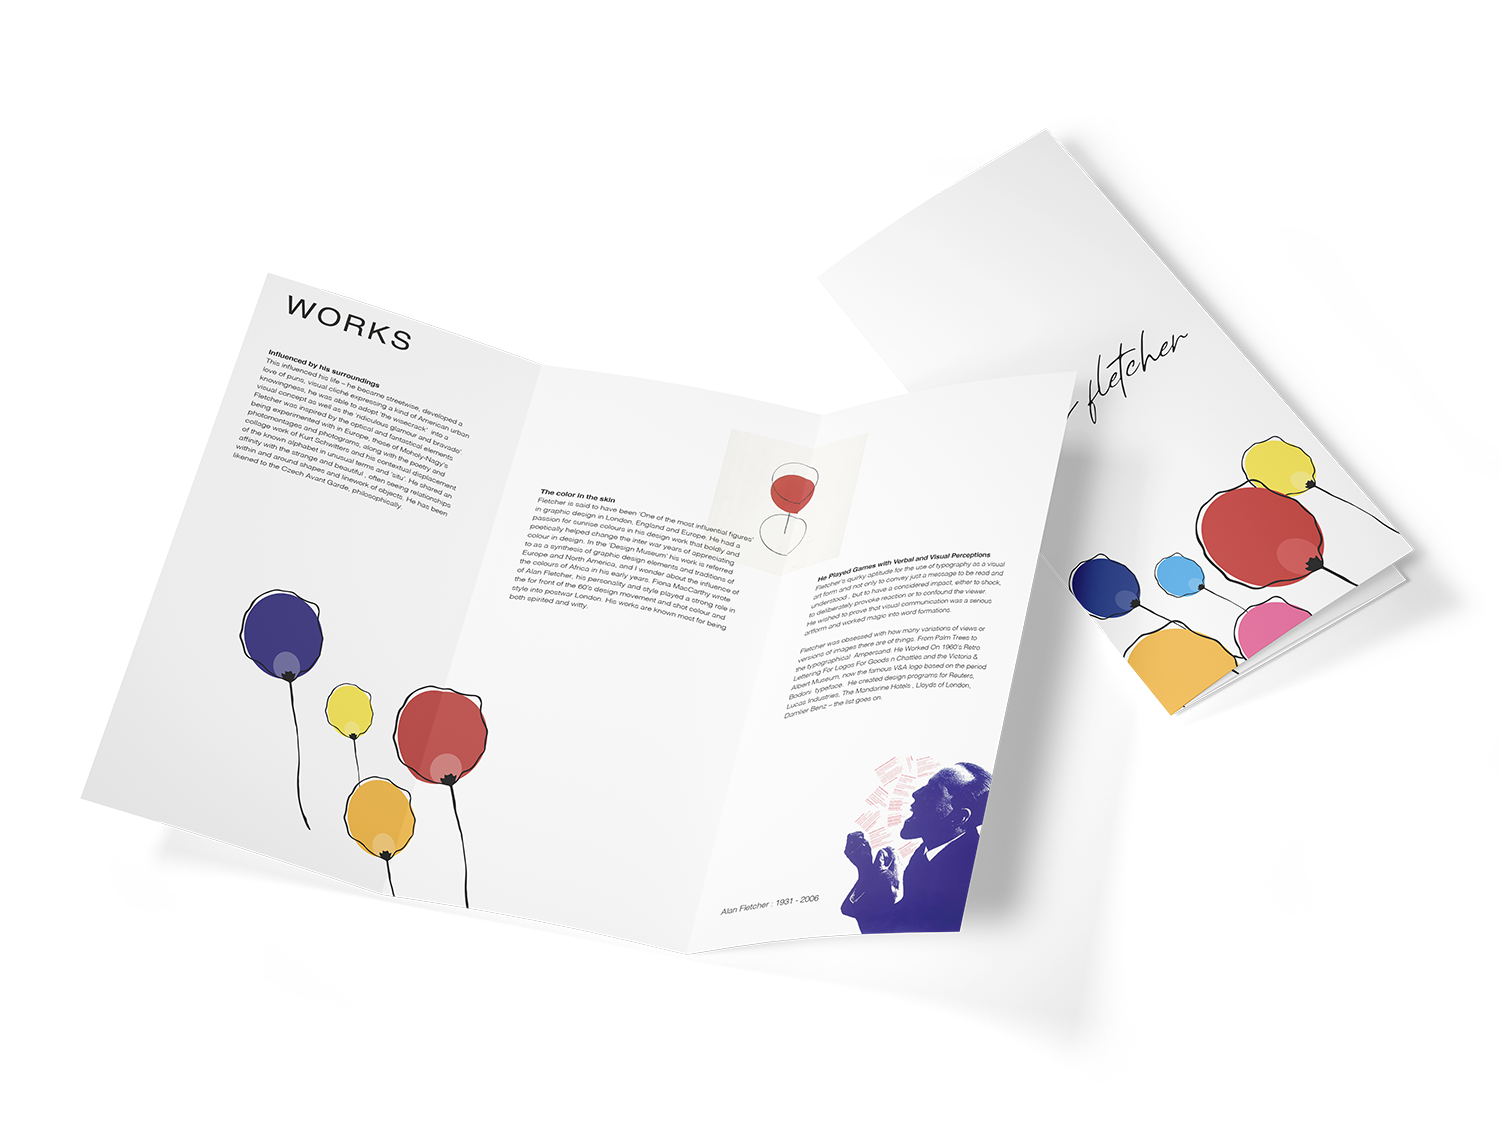 WORKS
Influenced by his surroundings
This influenced his life – he became streetwise, developed a
love of puns, visual cliché expressing a kind of American urban
knowingness, he was able to adopt 'the wisecrack' into a
visual concept as well as the 'ridiculous glamour and bravado'
Fletcher was inspired by the optical and fantastical elements
being experimented with in Europe, those of Moholy-Nagy's
photomontages and photograms, along with the poetry and
collage work of Kurt Schwitters and his contextual displacement
of the known alphabet in unusual terms and 'situ'. He shared an
affinity with the strange and beautiful , often seeing relationships
within and around shapes and linework of objects. He has been
likened to the Czech Avant Garde, philosophically.
The color in the skin
Fletcher is said to have been 'One of the most influential figures'
in graphic design in London, England and Europe. He had a
passion for sunrise colours in his design work that boldly and
poetically helped change the inter war years of appreciating
colour in design. In the 'Design Museum' his work is referred
to as a synthesis of graphic design elements and traditions of
Europe and North America, and I wonder about the influence of
the colours of Africa in his early years. Fiona MacCarthy wrote
of Alan Fletcher, his personality and style played a strong role in
the for front of the 60's design movement and shot colour and
style into postwar London. His works are known most for being
both spirited and witty.
He Played Games with Verbal and Visual Perceptions
Fletcher's quirky aptitude for the use of typography as a visual
art form and not only to convey just a message to be read and
understood , but to have a considered impact, either to shock,
to deliberately provoke reaction or to confound the viewer.
He wished to prove that visual communication was a serious
artform and worked magic into word formations.
Fletcher was obsessed with how many variations of views or
versions of images there are of things. From Palm Trees to
the typographical Ampersand. He Worked On 1960's Retro
Lettering For Logos For Goods n Chattles and the Victoria &
Albert Museum, now the famous V&A logo based on the period
Bodoni typeface. He created design programs for Reuters,
Lucas Industries, The Mandarine Hotels , Lloyds of London,
Damlier Benz – the list goes on.
Alan Fletcher : 1931 - 2006
fletcher